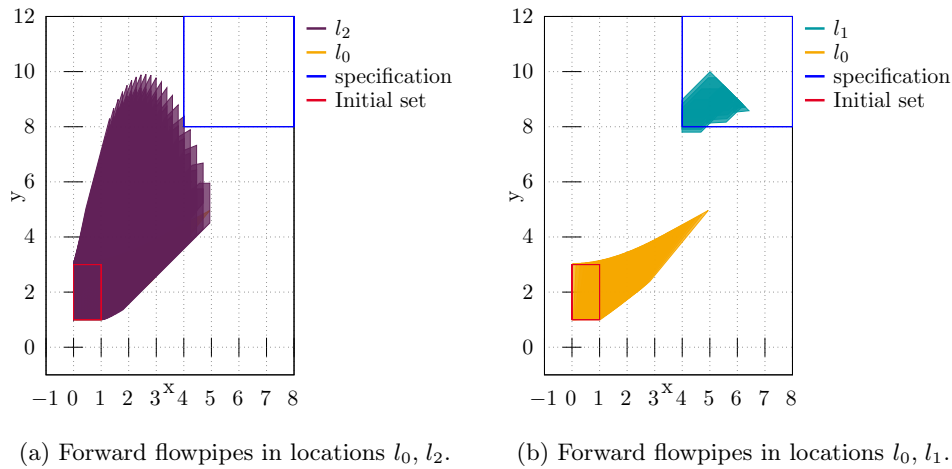 12
10
8
6
4
2
0
y
−1 0 1 2 3 4 5 6 7 8
x
l2
l0
specification
Initial set
(a) Forward flowpipes in locations l0, l2.
12
10
8
6
4
2
0
y
−1 0 1 2 3 4 5 6 7 8
x
l1
l0
specification
Initial set
(b) Forward flowpipes in locations l0, l1.